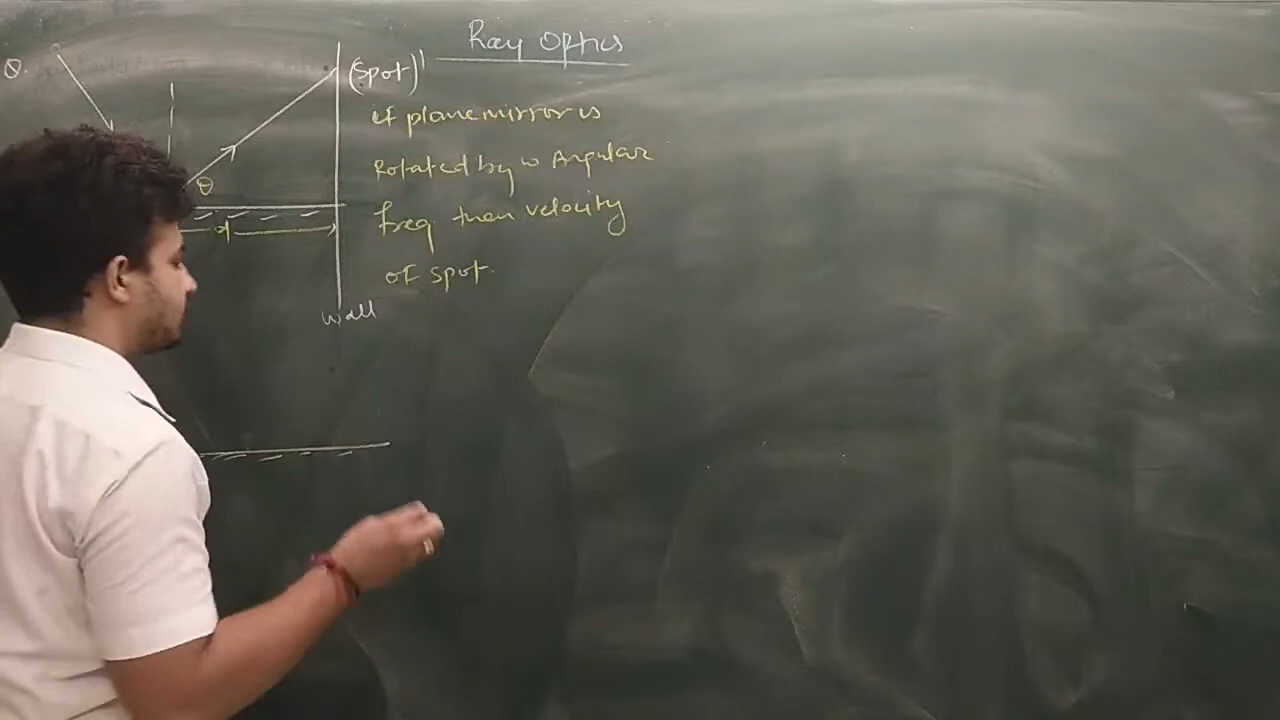 Ray Optics
Q.
(Spot)'
if plane mirror is
Rotated by ω Angular
θ
freq. then velocity
d
of spot.
Wall